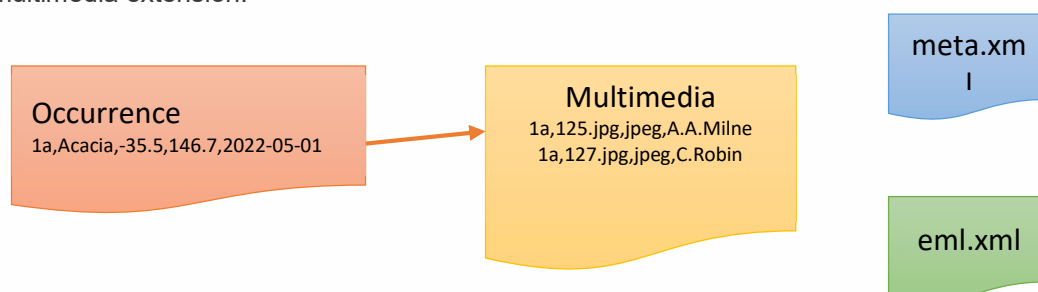 multimedia extension.
Occurrence
1a,Acacia,-35.5,146.7,2022-05-01
Multimedia
1a,125.jpg,jpeg,A.A.Milne
1a,127.jpg,jpeg,C.Robin
meta.xm
l
eml.xml